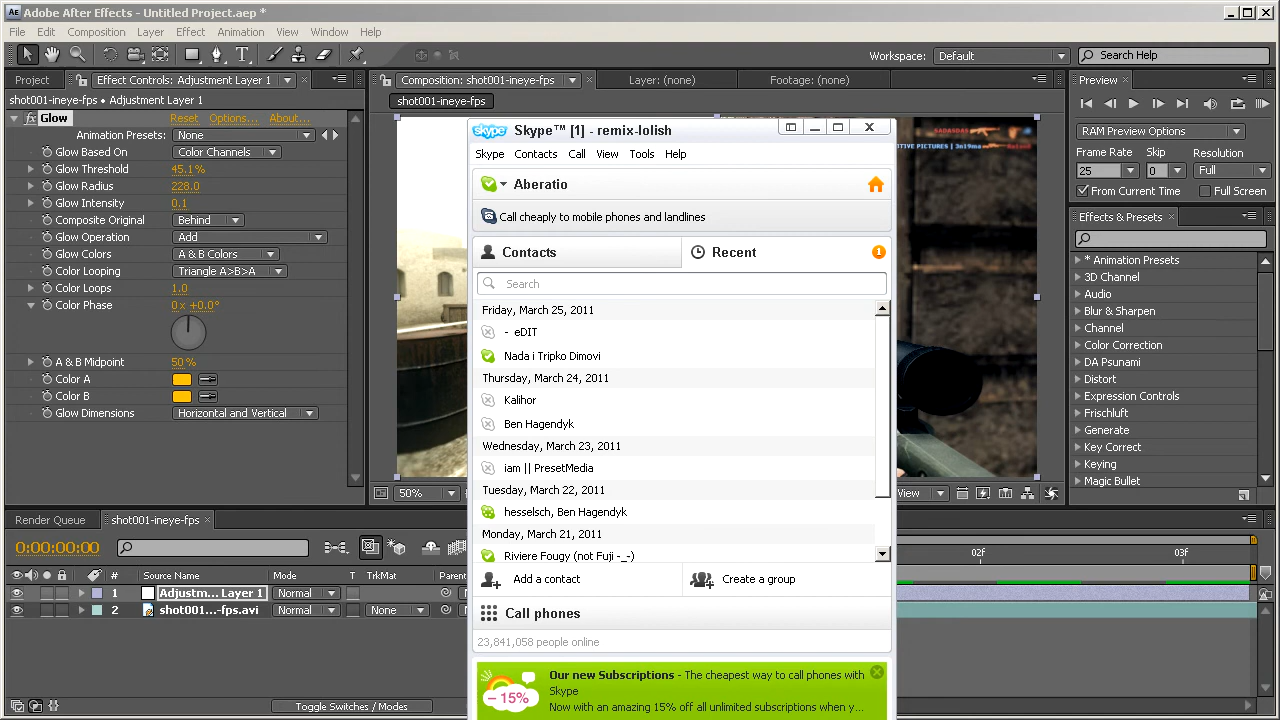 Adobe After Effects - Untitled Project.aep *
File Edit Composition Layer Effect Animation View Window Help
Workspace: Default Search Help
Project Effect Controls: Adjustment Layer 1
shot001-ineye-fps • Adjustment Layer 1
Glow Reset Options... About...
Animation Presets: None
Glow Based On Color Channels
Glow Threshold 45.1%
Glow Radius 228.0
Glow Intensity 0.1
Composite Original Behind
Glow Operation Add
Glow Colors A & B Colors
Color Looping Triangle A>B>A
Color Loops 1.0
Color Phase 0x+0.0°
A & B Midpoint 50%
Color A
Color B
Glow Dimensions Horizontal and Vertical
Composition: shot001-ineye-fps Layer: (none) Footage: (none)
shot001-ineye-fps
SADASDAS
TIVE PICTURES | 3n19ma
50%
View
Skype™ [1] - remix-lolish
Skype Contacts Call View Tools Help
Aberatio
Call cheaply to mobile phones and landlines
Contacts Recent 1
Search
Friday, March 25, 2011
- eDIT
Nada i Tripko Dimovi
Thursday, March 24, 2011
Kalihor
Ben Hagendyk
Wednesday, March 23, 2011
iam || PresetMedia
Tuesday, March 22, 2011
hesselsch, Ben Hagendyk
Monday, March 21, 2011
Riviere Fougy (not Fuji -_-)
Add a contact Create a group
Call phones
23,841,058 people online
Our new Subscriptions - The cheapest way to call phones with
Skype
Now with an amazing 15% off all unlimited subscriptions when y...
– 15%
Preview
RAM Preview Options
Frame Rate Skip Resolution
25 0 Full
From Current Time Full Screen
Effects & Presets
* Animation Presets
3D Channel
Audio
Blur & Sharpen
Channel
Color Correction
DA Psunami
Distort
Expression Controls
Frischluft
Generate
Key Correct
Keying
Magic Bullet
Render Queue shot001-ineye-fps
0:00:00:00
02f 03f
# Source Name Mode T TrkMat Parent
1 Adjustm... Layer 1 Normal
2 shot001...-fps.avi Normal None
Toggle Switches / Modes